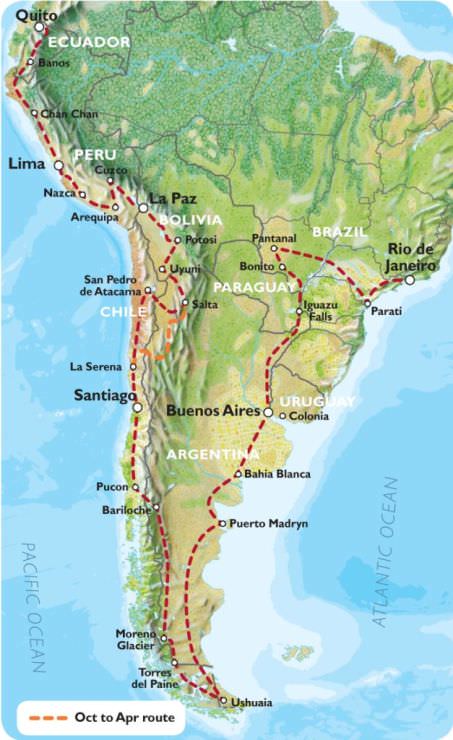 Quito
ECUADOR
Banos
Chan Chan
Lima
PERU
Cuzco
Nazca
Arequipa
La Paz
BOLIVIA
Potosi
Uyuni
San Pedro
de Atacama
Salta
CHILE
Pantanal
BRAZIL
Bonito
Rio de
Janeiro
PARAGUAY
Iguazu
Falls
Parati
La Serena
Santiago
Buenos Aires
URUGUAY
Colonia
ARGENTINA
Bahia Blanca
Pucon
Bariloche
Puerto Madryn
PACIFIC OCEAN
ATLANTIC OCEAN
Moreno
Glacier
Torres
del Paine
Ushuaia
Oct to Apr route